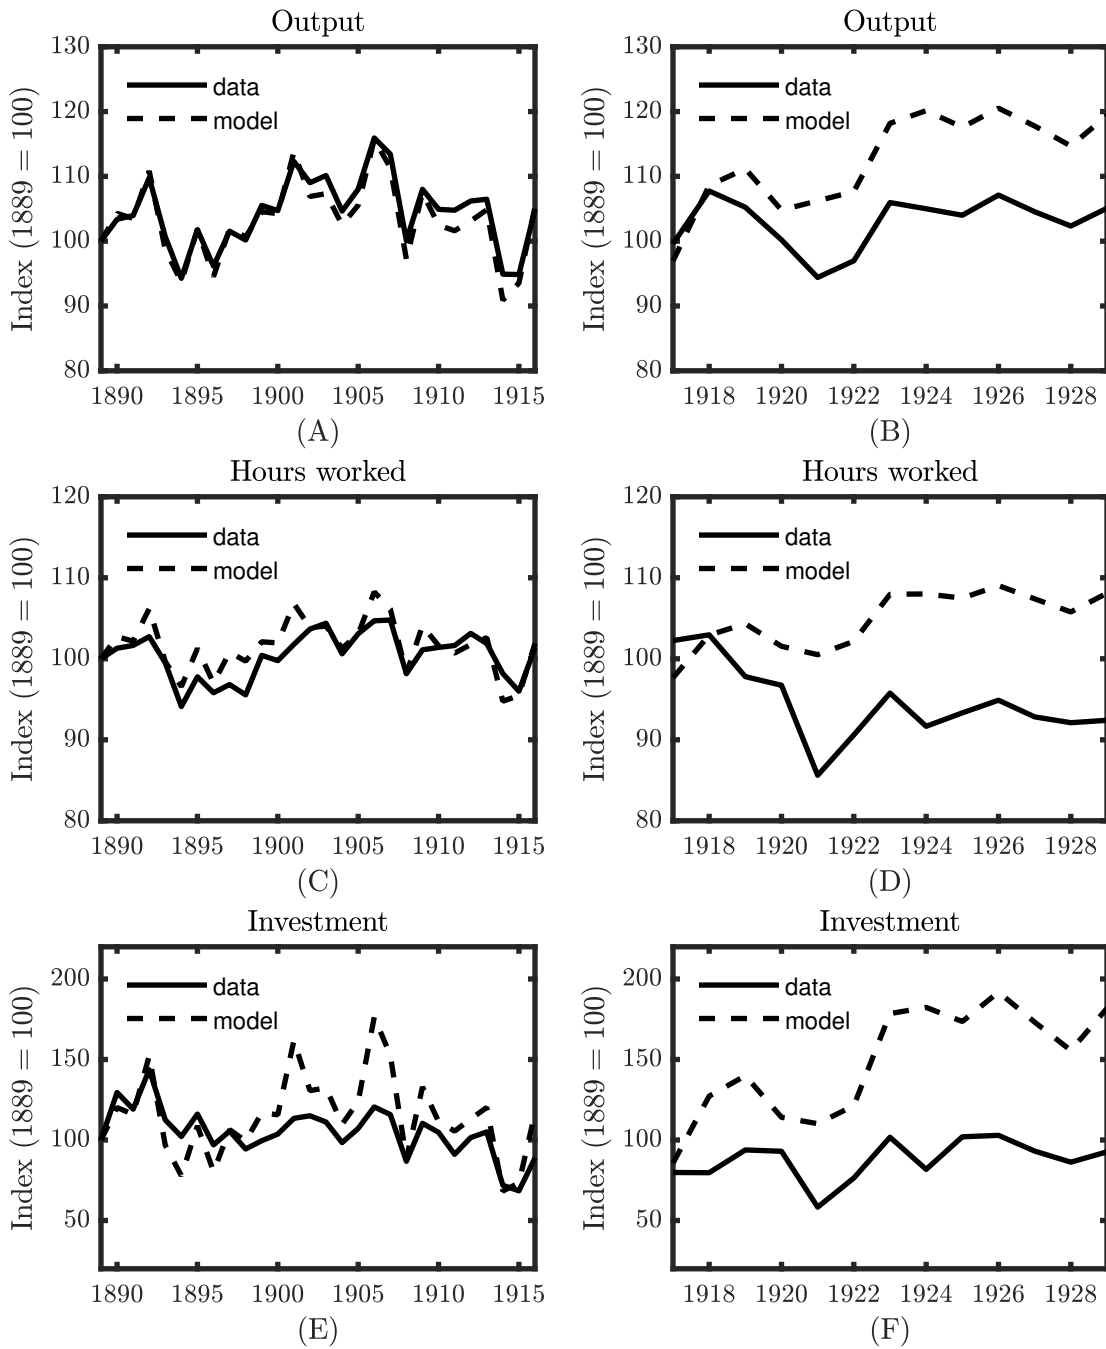 Output
130
120
110
100
90
80
Index (1889 = 100)
data
model
1890 1895 1900 1905 1910 1915
(A)
Output
130
120
110
100
90
80
Index (1889 = 100)
data
model
1918 1920 1922 1924 1926 1928
(B)
Hours worked
120
110
100
90
80
Index (1889 = 100)
data
model
1890 1895 1900 1905 1910 1915
(C)
Hours worked
120
110
100
90
80
Index (1889 = 100)
data
model
1918 1920 1922 1924 1926 1928
(D)
Investment
200
150
100
50
Index (1889 = 100)
data
model
1890 1895 1900 1905 1910 1915
(E)
Investment
200
150
100
50
Index (1889 = 100)
data
model
1918 1920 1922 1924 1926 1928
(F)